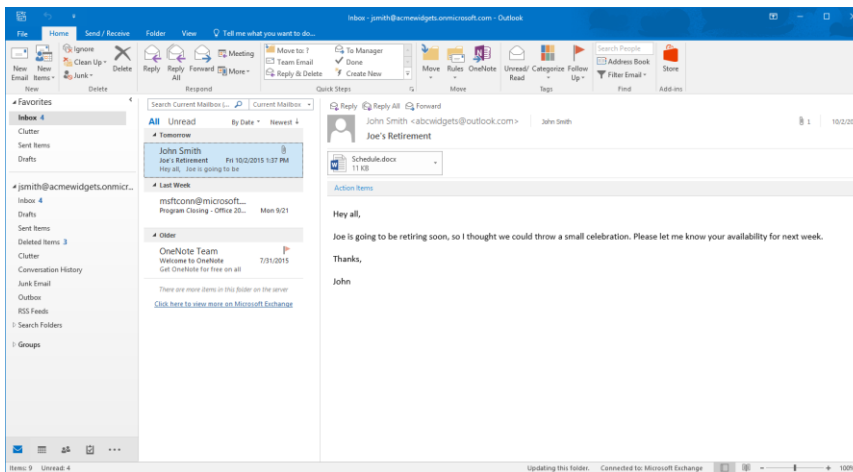 Inbox - jsmith@acmewidgets.onmicrosoft.com - Outlook
File Home Send / Receive Folder View Tell me what you want to do...
New Email
New Items
Ignore
Clean Up
Junk
Delete
Reply
Reply All
Forward
Meeting
More
Move to: ?
Team Email
Reply & Delete
To Manager
Done
Create New
Move
Rules
OneNote
Unread/ Read
Categorize
Follow Up
Search People
Address Book
Filter Email
Store
New Delete Respond Quick Steps Move Tags Find Add-ins
Favorites
Inbox 4
Clutter
Sent Items
Drafts
jsmith@acmewidgets.onmicr...
Inbox 4
Drafts
Sent Items
Deleted Items 3
Clutter
Conversation History
Junk Email
Outbox
RSS Feeds
Search Folders
Groups
Search Current Mailbox (... Current Mailbox
All Unread By Date Newest
Tomorrow
John Smith
Joe's Retirement Fri 10/2/2015 1:37 PM
Hey all, Joe is going to be
Last Week
msftconn@microsoft....
Program Closing - Office 20... Mon 9/21
Older
OneNote Team
Welcome to OneNote 7/31/2015
Get OneNote for free on all
There are more items in this folder on the server
Click here to view more on Microsoft Exchange
Reply Reply All Forward
John Smith <abcwidgets@outlook.com> John Smith 1
Joe's Retirement
Schedule.docx
11 KB
Action Items
Hey all,
Joe is going to be retiring soon, so I thought we could throw a small celebration. Please let me know your availability for next week.
Thanks,
John
Items: 9 Unread: 4 Updating this folder. Connected to: Microsoft Exchange